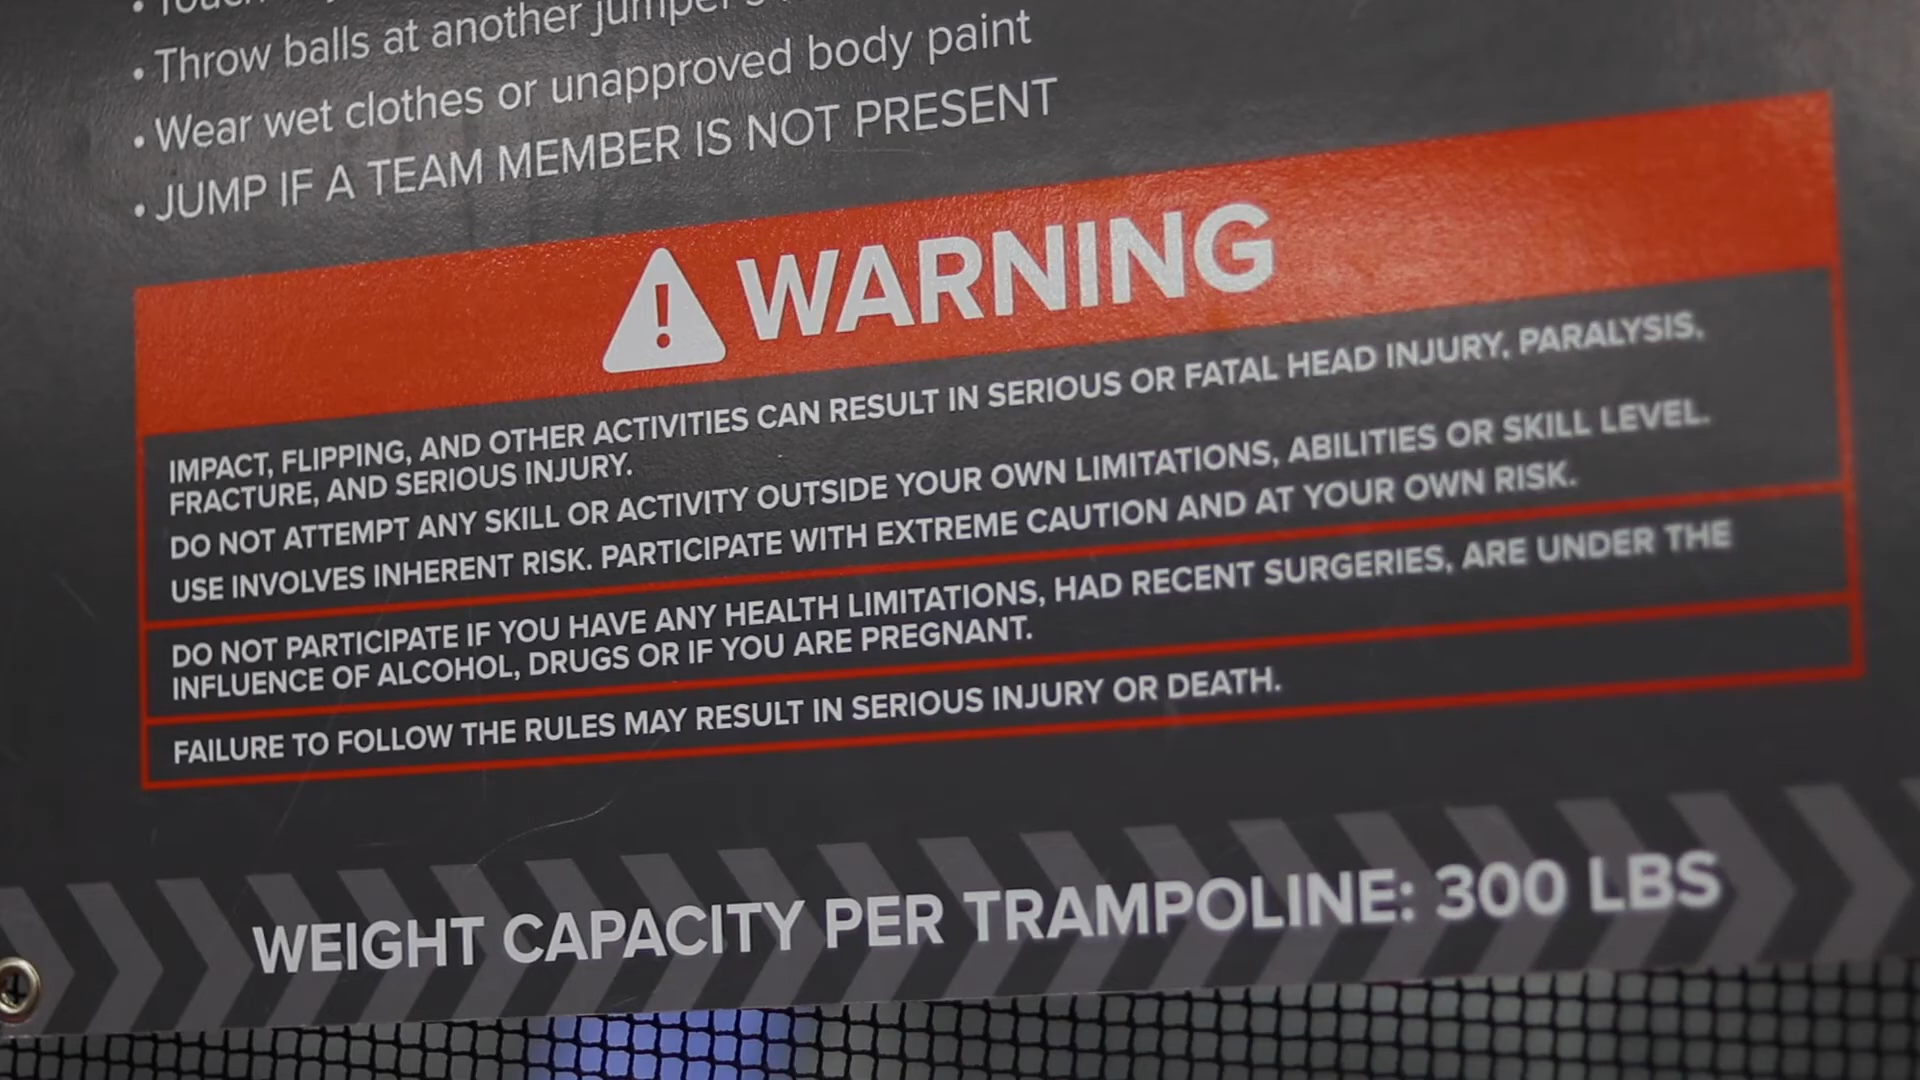 • Throw balls at another jumper's
• Wear wet clothes or unapproved body paint
• JUMP IF A TEAM MEMBER IS NOT PRESENT
WARNING
IMPACT, FLIPPING, AND OTHER ACTIVITIES CAN RESULT IN SERIOUS OR FATAL HEAD INJURY, PARALYSIS,
FRACTURE, AND SERIOUS INJURY.
DO NOT ATTEMPT ANY SKILL OR ACTIVITY OUTSIDE YOUR OWN LIMITATIONS, ABILITIES OR SKILL LEVEL.
USE INVOLVES INHERENT RISK. PARTICIPATE WITH EXTREME CAUTION AND AT YOUR OWN RISK.
DO NOT PARTICIPATE IF YOU HAVE ANY HEALTH LIMITATIONS, HAD RECENT SURGERIES, ARE UNDER THE
INFLUENCE OF ALCOHOL, DRUGS OR IF YOU ARE PREGNANT.
FAILURE TO FOLLOW THE RULES MAY RESULT IN SERIOUS INJURY OR DEATH.
WEIGHT CAPACITY PER TRAMPOLINE: 300 LBS